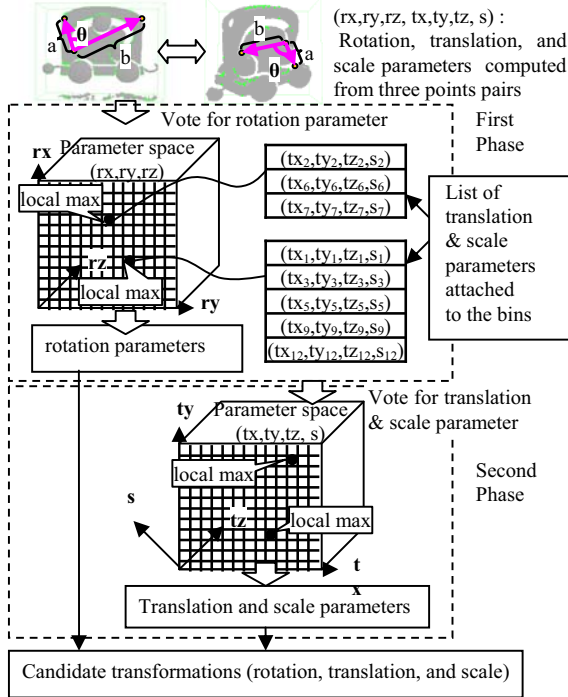 a
θ
b
b
a
θ
(rx,ry,rz, tx,ty,tz, s) :
Rotation, translation, and
scale parameters computed
from three points pairs
Vote for rotation parameter
First
Phase
rx
Parameter space
(rx,ry,rz)
local max
rz
local max
ry
(tx₂,ty₂,tz₂,s₂)
(tx₆,ty₆,tz₆,s₆)
(tx₇,ty₇,tz₇,s₇)
(tx₁,ty₁,tz₁,s₁)
(tx₃,ty₃,tz₃,s₃)
(tx₅,ty₅,tz₅,s₅)
(tx₉,ty₉,tz₉,s₉)
(tx₁₂,ty₁₂,tz₁₂,s₁₂)
List of
translation
& scale
parameters
attached
to the bins
rotation parameters
Vote for translation
& scale parameter
ty
Parameter space
(tx,ty,tz, s)
local max
Second
Phase
s
local max
tz
t
x
Translation and scale parameters
Candidate transformations (rotation, translation, and scale)